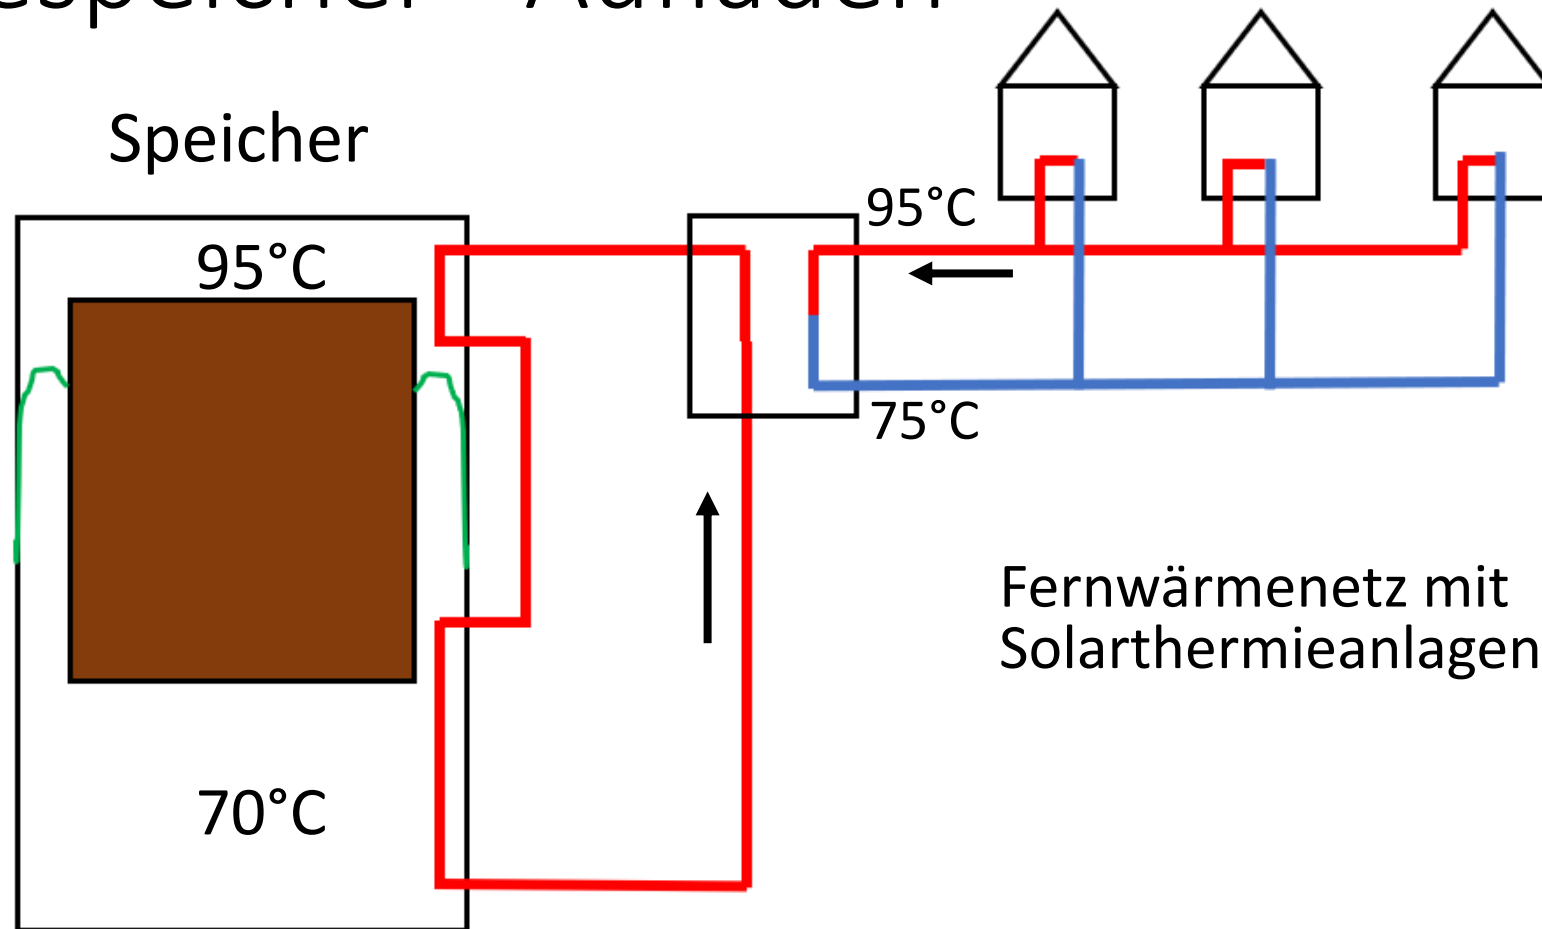 Speicher
95°C
95°C
75°C
70°C
Fernwärmenetz mit
Solarthermieanlagen